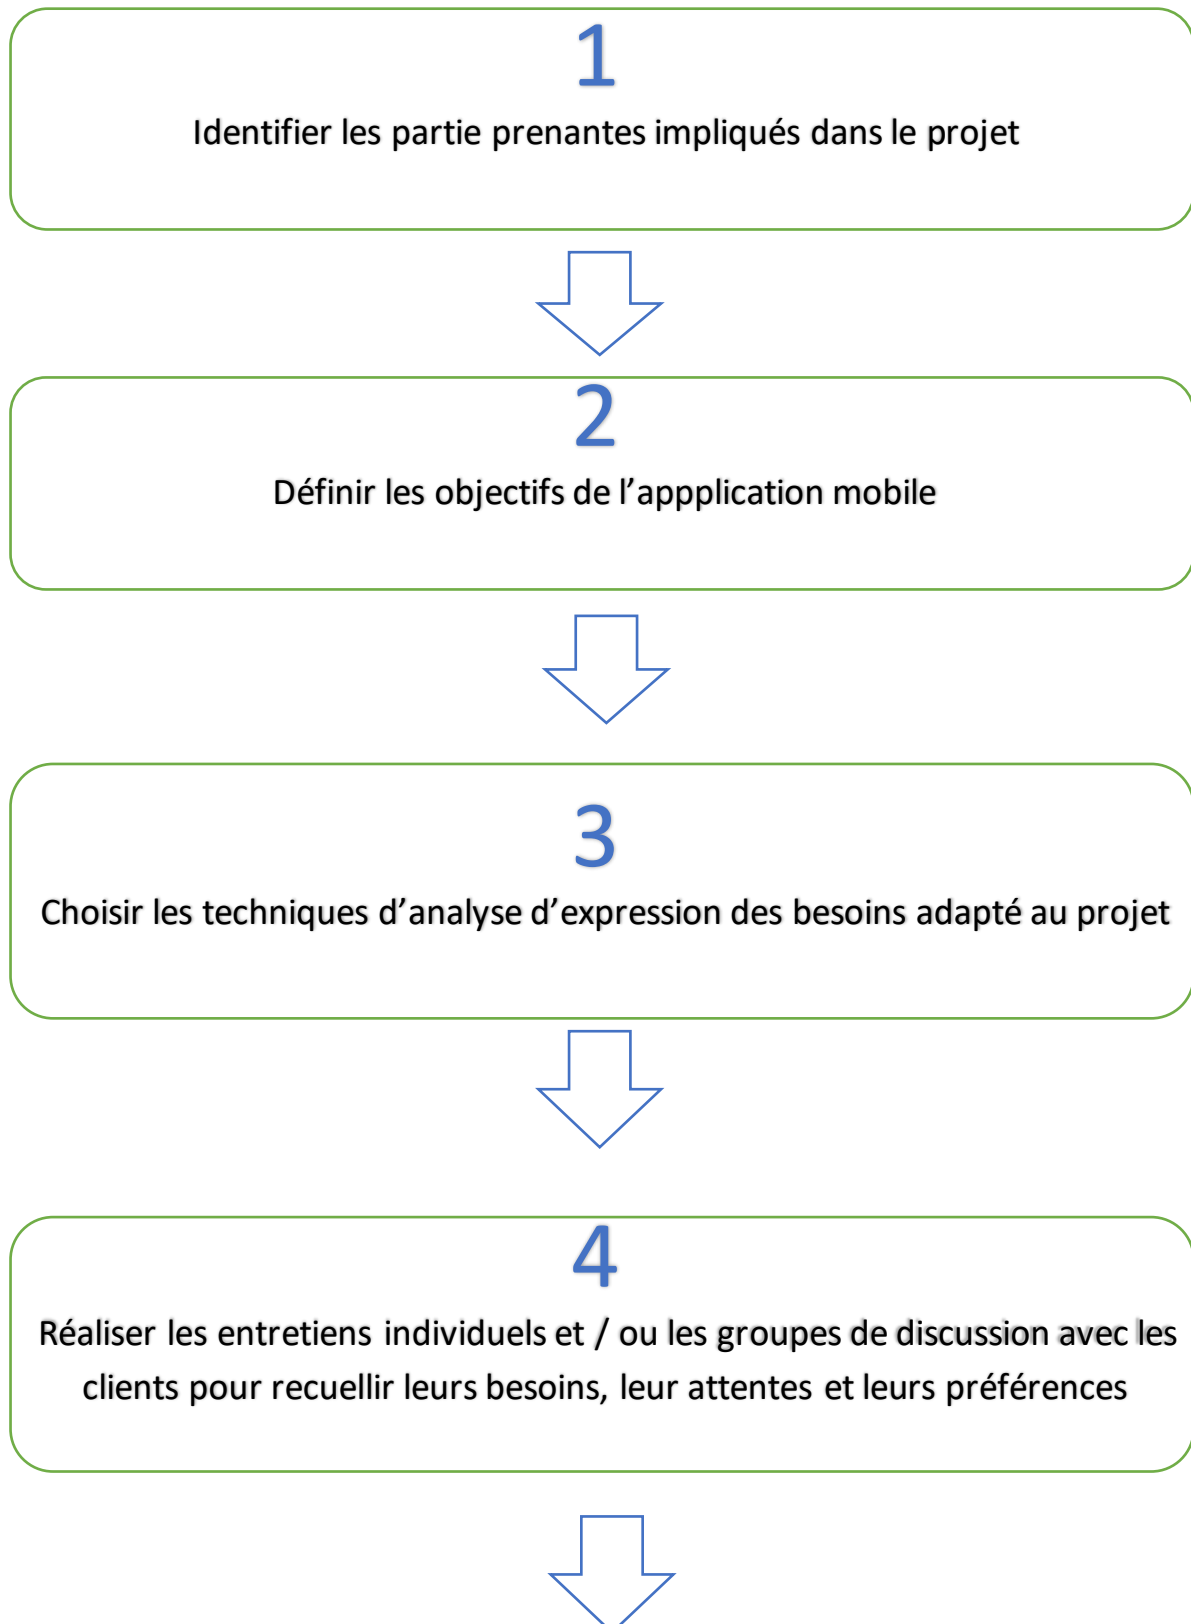 1
Identifier les partie prenantes impliqués dans le projet
2
Définir les objectifs de l’appplication mobile
3
Choisir les techniques d’analyse d’expression des besoins adapté au projet
4
Réaliser les entretiens individuels et / ou les groupes de discussion avec les
clients pour recuellir leurs besoins, leur attentes et leurs préférences